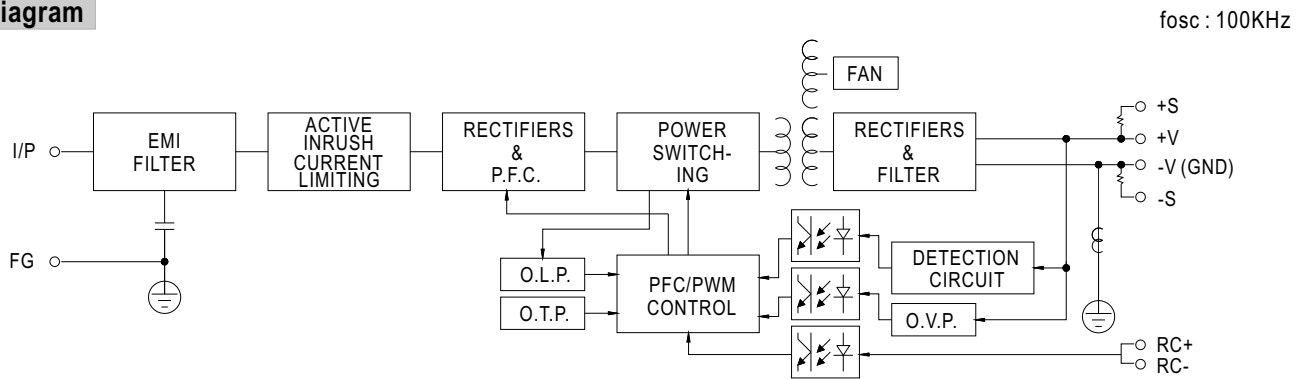 iagram
fosc : 100KHz
FAN
I/P
EMI
FILTER
ACTIVE
INRUSH
CURRENT
LIMITING
RECTIFIERS
&
P.F.C.
POWER
SWITCH-
ING
RECTIFIERS
&
FILTER
+S
+V
-V (GND)
-S
FG
O.L.P.
O.T.P.
PFC/PWM
CONTROL
DETECTION
CIRCUIT
O.V.P.
RC+
RC-